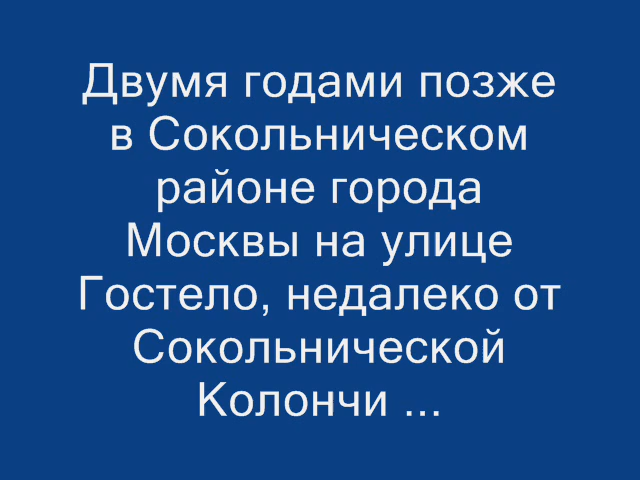 Двумя годами позже
в Сокольническом
районе города
Москвы на улице
Гостело, недалеко от
Сокольнической
Колончи ...